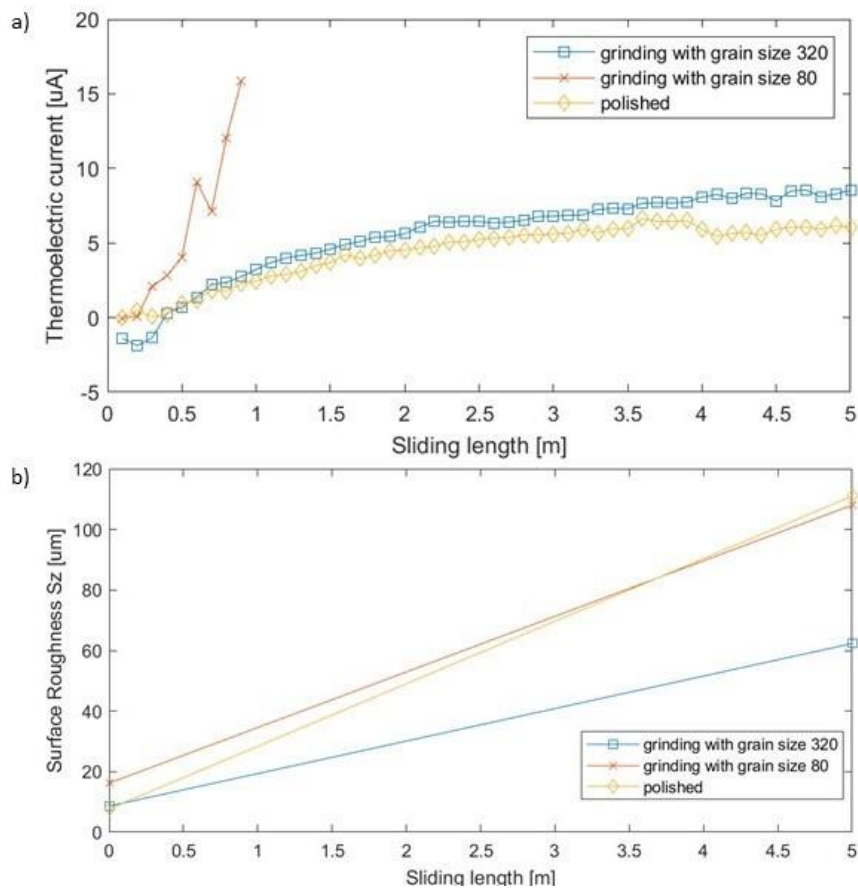 a)
Thermoelectric current [uA]
20
15
10
5
0
-5
grinding with grain size 320
grinding with grain size 80
polished
0 0.5 1 1.5 2 2.5 3 3.5 4 4.5 5
Sliding length [m]
b)
Surface Roughness Sz [um]
120
100
80
60
40
20
0
grinding with grain size 320
grinding with grain size 80
polished
0 0.5 1 1.5 2 2.5 3 3.5 4 4.5 5
Sliding length [m]